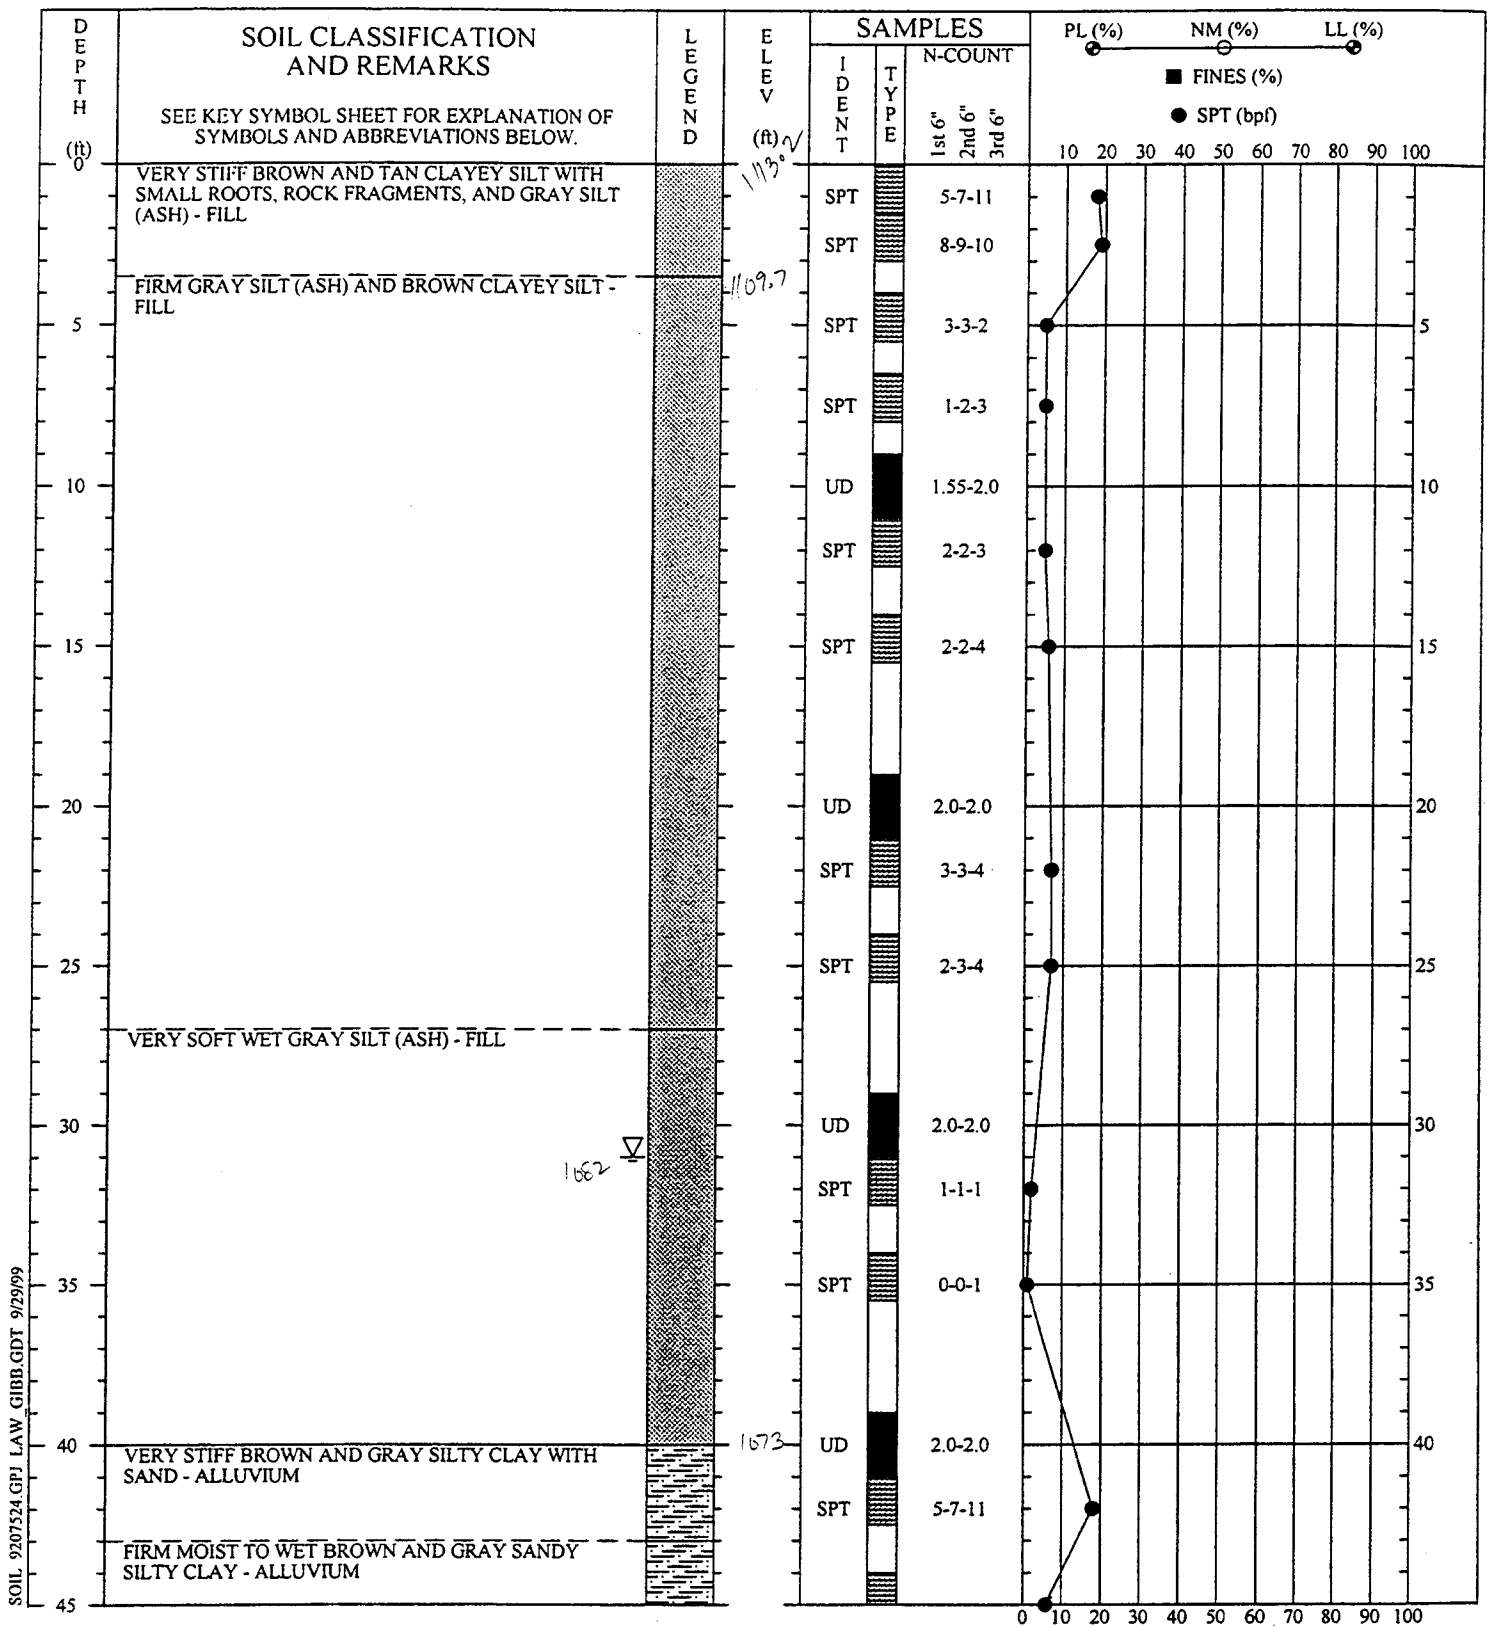 DEPTH
(ft)
SOIL CLASSIFICATION
AND REMARKS
SEE KEY SYMBOL SHEET FOR EXPLANATION OF
SYMBOLS AND ABBREVIATIONS BELOW.
LEGEND
ELEV
(ft)
SAMPLES
IDENT
TYPE
N-COUNT
1st 6"
2nd 6"
3rd 6"
PL (%) NM (%) LL (%)
FINES (%)
SPT (bpf)
10 20 30 40 50 60 70 80 90 100
0
VERY STIFF BROWN AND TAN CLAYEY SILT WITH
SMALL ROOTS, ROCK FRAGMENTS, AND GRAY SILT
(ASH) - FILL
SPT 5-7-11
SPT 8-9-10
FIRM GRAY SILT (ASH) AND BROWN CLAYEY SILT -
FILL
1109.7
5 SPT 3-3-2 5
SPT 1-2-3
10 UD 1.55-2.0 10
SPT 2-2-3
15 SPT 2-2-4 15
20 UD 2.0-2.0 20
SPT 3-3-4
25 SPT 2-3-4 25
VERY SOFT WET GRAY SILT (ASH) - FILL
30 UD 2.0-2.0 30
1082
SPT 1-1-1
35 SPT 0-0-1 35
40 1073 UD 2.0-2.0 40
VERY STIFF BROWN AND GRAY SILTY CLAY WITH
SAND - ALLUVIUM
SPT 5-7-11
FIRM MOIST TO WET BROWN AND GRAY SANDY
SILTY CLAY - ALLUVIUM
45
0 10 20 30 40 50 60 70 80 90 100
SOIL 9207524.GPJ LAW_GIBB.GDT 9/29/99